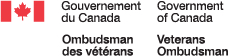 Gouvernement
du Canada
Ombudsman
des vétérans
Government
of Canada
Veterans
Ombudsman